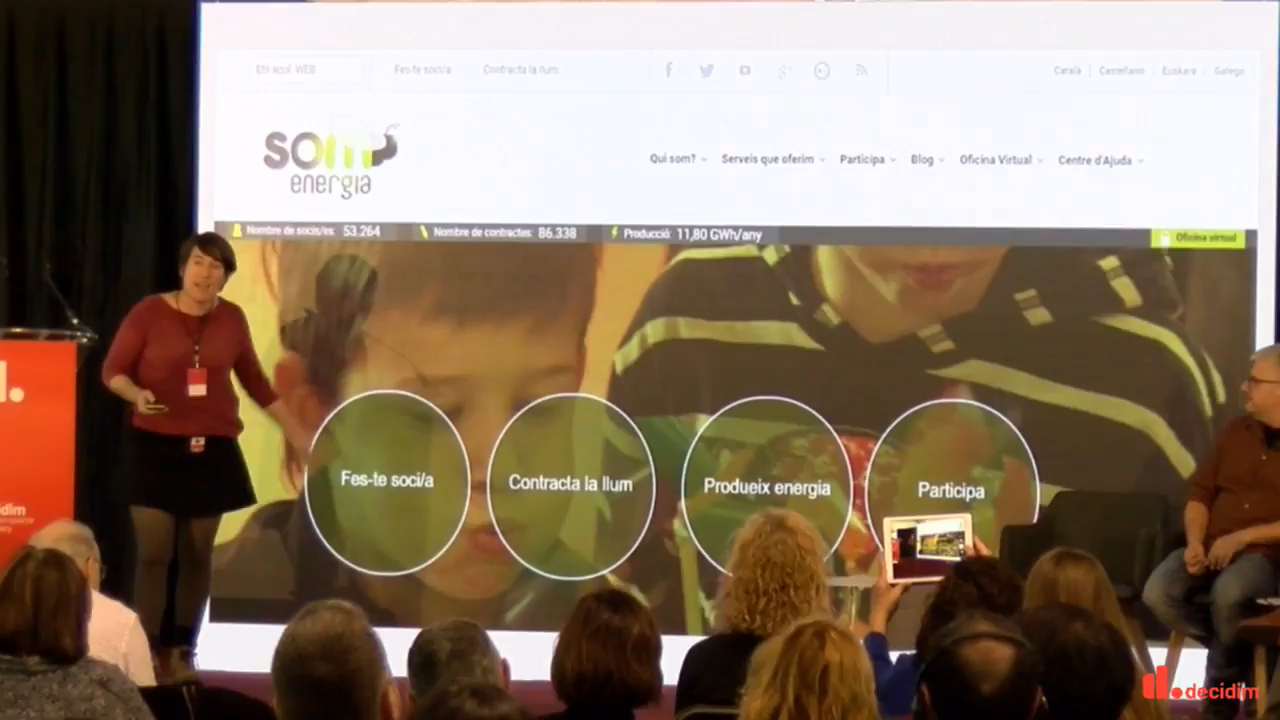 Ets aquí: WEB Fes-te soci/a Contracta la llum Català Castellano Euskara Galego
som
energia
Qui som? Serveis que oferim Participa Blog Oficina Virtual Centre d'Ajuda
Nombre de socis/es: 53.264 Nombre de contractes: 86.338 Producció: 11,80 GWh/any Oficina virtual
Fes-te soci/a Contracta la llum Produeix energia Participa
decidim